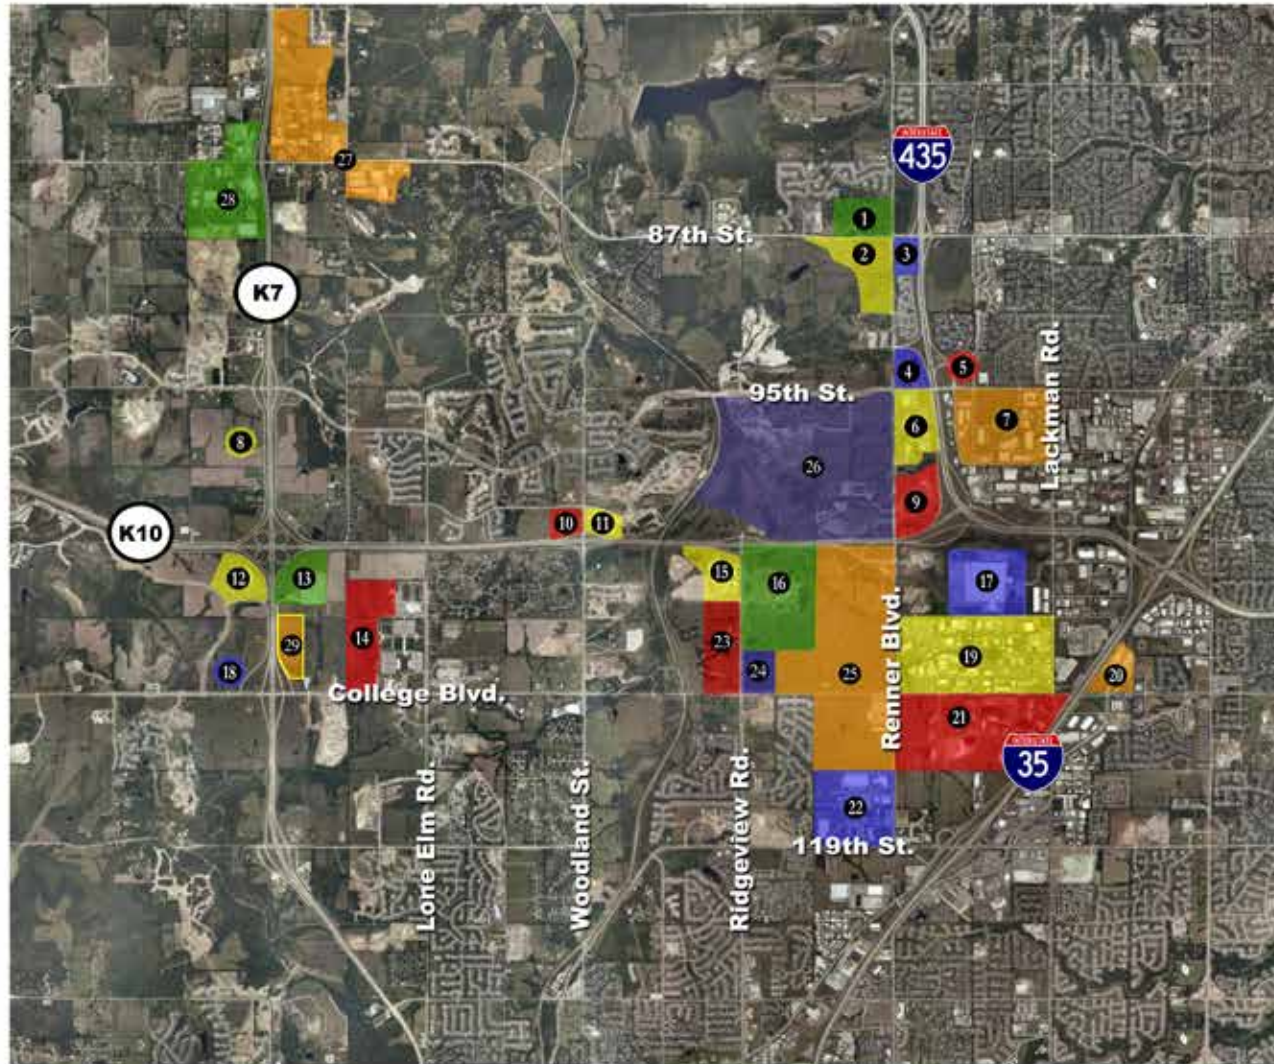 INTERSTATE
435
27
28
1
87th St.
2
3
K7
4
5
95th St.
Lackman Rd.
7
6
8
26
9
10
11
K10
12
13
15
16
17
29
14
23
Renner Blvd.
19
18
24
25
20
College Blvd.
21
INTERSTATE
35
Lone Elm Rd.
Woodland St.
Ridgeview Rd.
22
119th St.